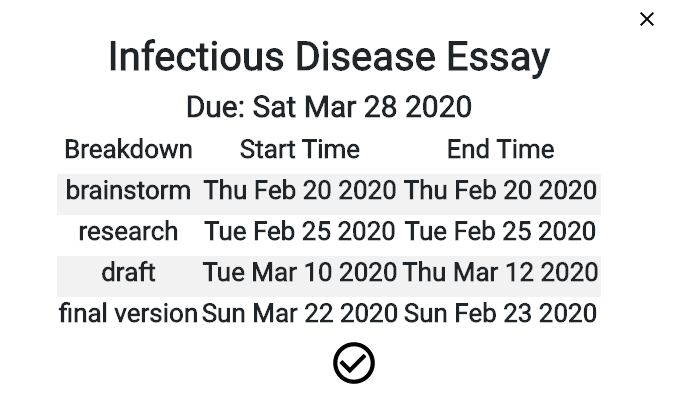 Infectious Disease Essay
Due: Sat Mar 28 2020
Breakdown Start Time End Time
brainstorm Thu Feb 20 2020 Thu Feb 20 2020
research Tue Feb 25 2020 Tue Feb 25 2020
draft Tue Mar 10 2020 Thu Mar 12 2020
final version Sun Mar 22 2020 Sun Feb 23 2020